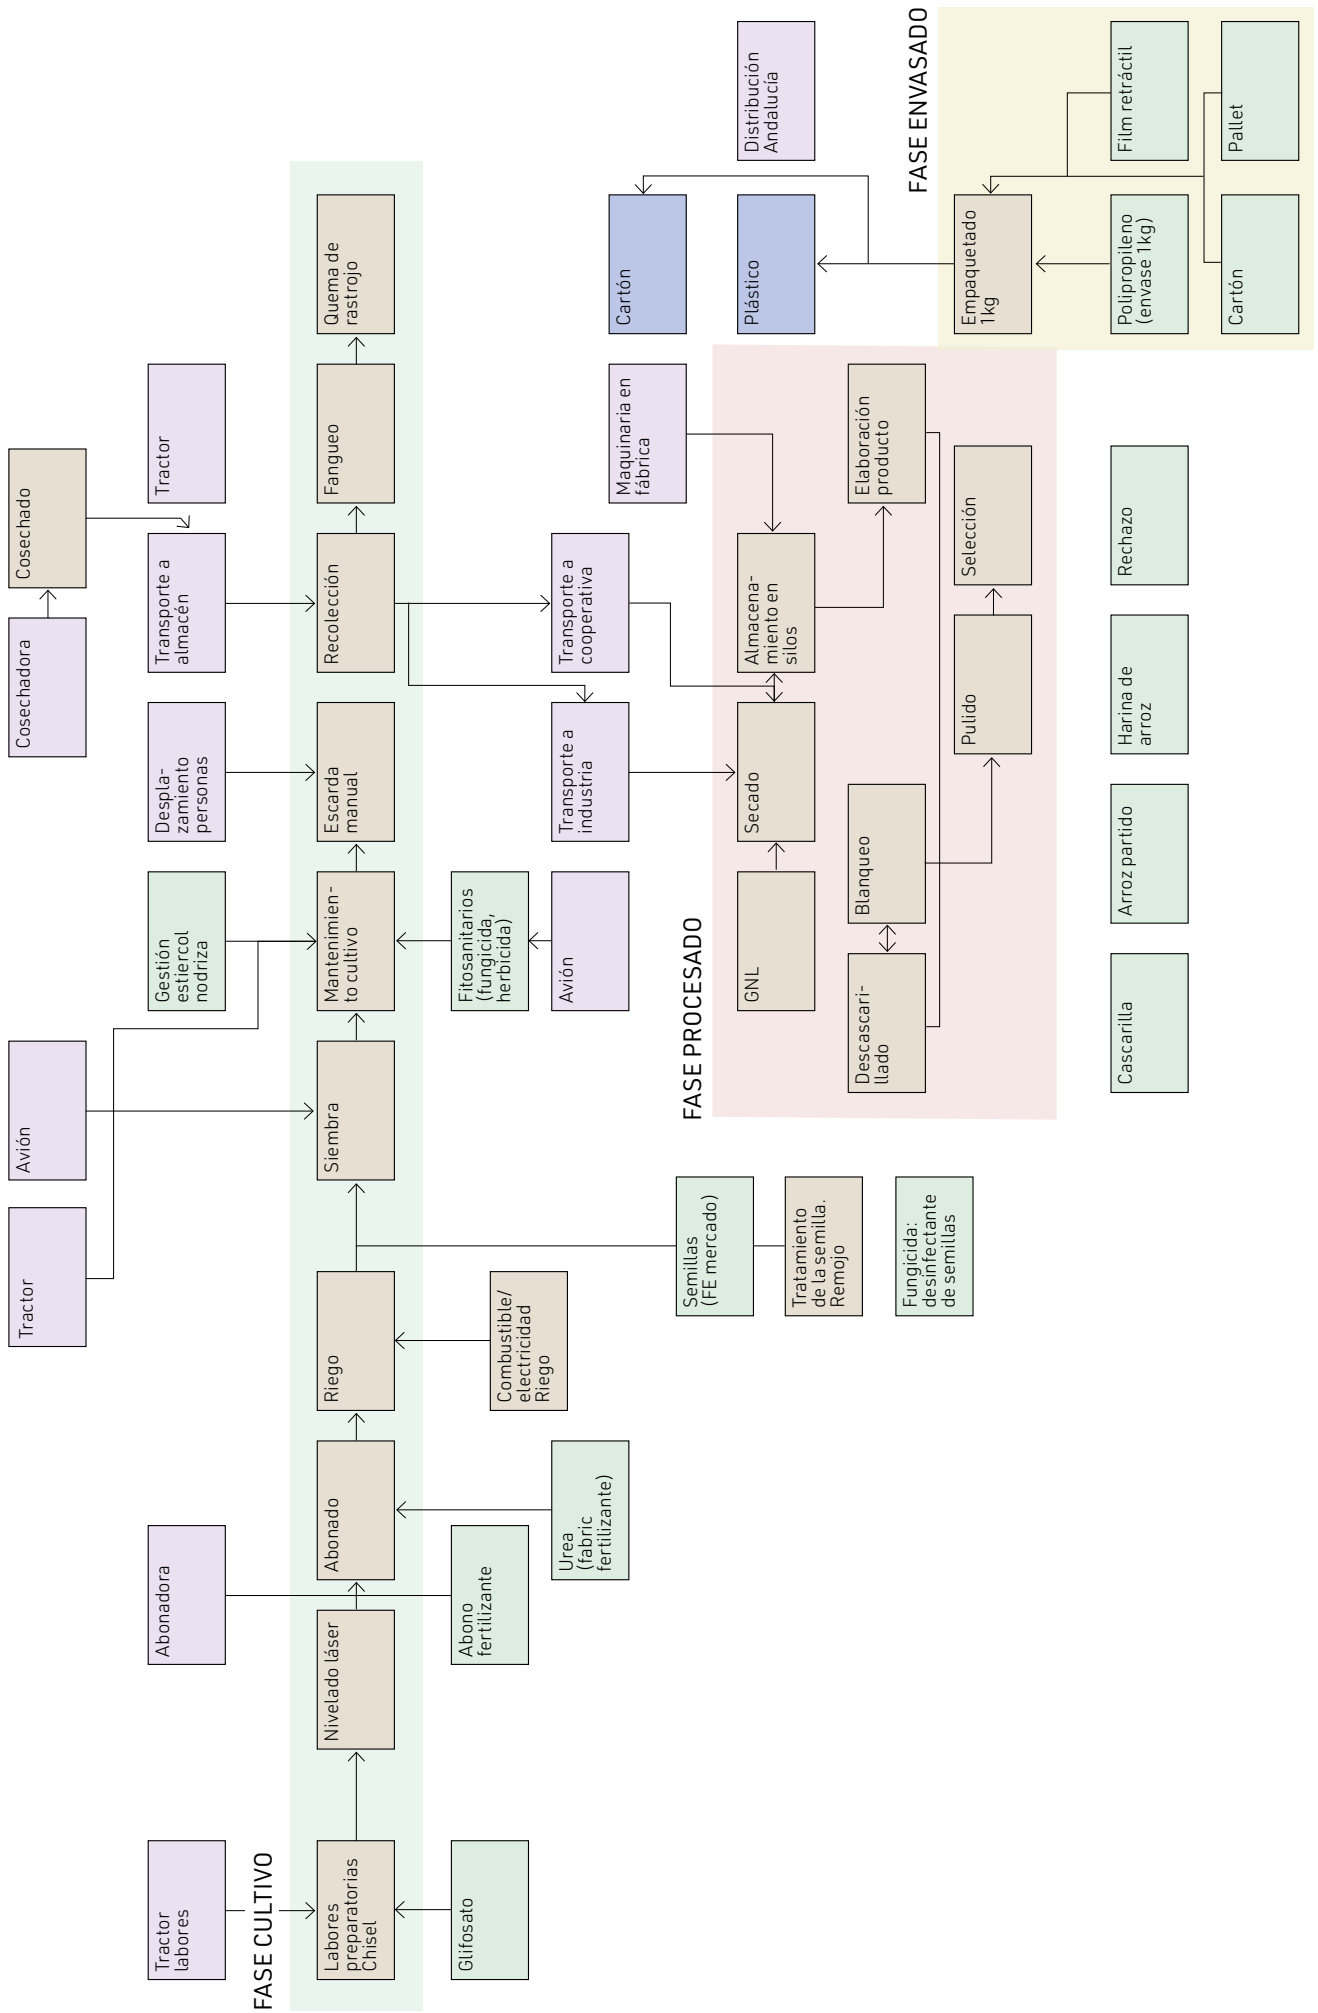 Cosechadora
Cosechado
Tractor
Avión
Tractor
labores
Abonadora
Gestión
estiercol
nodriza
Despla-
zamiento
personas
Transporte a
almacén
Tractor
FASE CULTIVO
Labores
preparatorias
Chisel
Nivelado láser
Abonado
Riego
Siembra
Mantenimien-
to cultivo
Escarda
manual
Recolección
Fangueo
Quema de
rastrojo
Glifosato
Abono
fertilizante
Fitosanitarios
(fungicida,
herbicida)
Combustible/
electricidad
Riego
Urea
(fabric
fertilizante)
Avión
Transporte a
industria
Transporte a
cooperativa
Semillas
(FE mercado)
Tratamiento
de la semilla.
Remojo
Fungicida:
desinfectante
de semillas
FASE PROCESADO
Maquinaria en
fábrica
Cartón
GNL
Secado
Almacena-
miento en
silos
Plástico
Distribución
Andalucía
Descascari-
llado
Blanqueo
Elaboración
producto
Pulido
Selección
FASE ENVASADO
Empaquetado
1kg
Cascarilla
Arroz partido
Harina de
arroz
Rechazo
Polipropileno
(envase 1kg)
Film retráctil
Cartón
Pallet